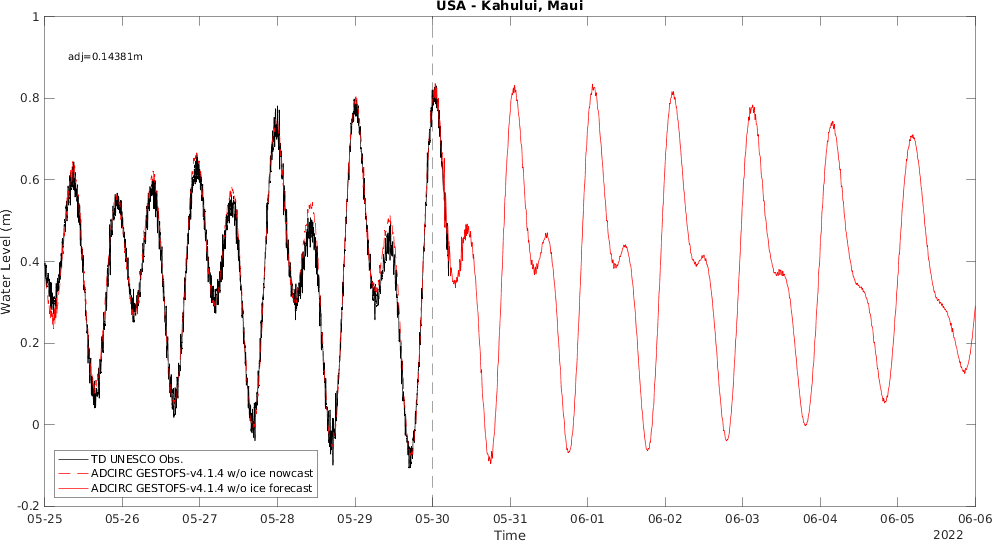 USA - Kahului, Maui
adj=0.14381m
Water Level (m)
1
0.8
0.6
0.4
0.2
0
-0.2
TD UNESCO Obs.
ADCIRC GESTOFS-v4.1.4 w/o ice nowcast
ADCIRC GESTOFS-v4.1.4 w/o ice forecast
05-25 05-26 05-27 05-28 05-29 05-30 05-31 06-01 06-02 06-03 06-04 06-05 06-06
Time
2022